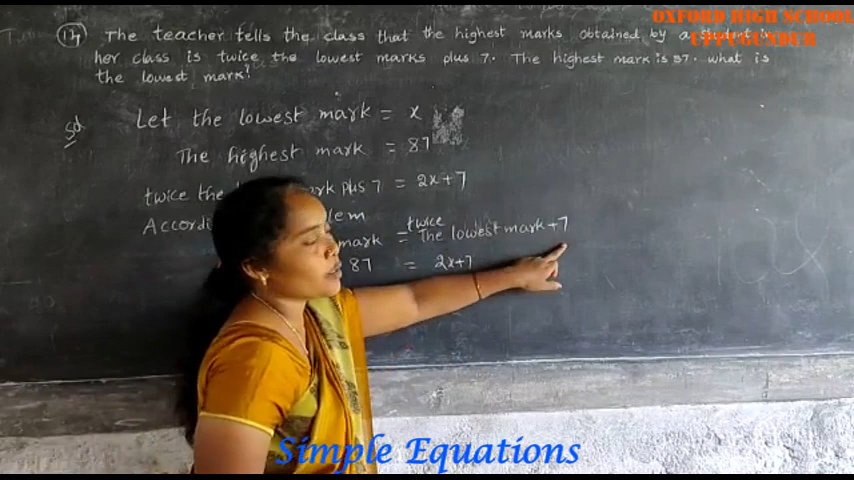 OXFORD HIGH SCHOOL
UPPUGUNDUR
17 The teacher tells the class that the highest marks obtained by a student in
her class is twice the lowest marks plus 7. The highest mark is 87. what is
the lowest mark?
Sol Let the lowest mark = x
The highest mark = 87
twice the mark plus 7 = 2x+7
mark = twice The lowest mark + 7
87 = 2x+7
Simple Equations